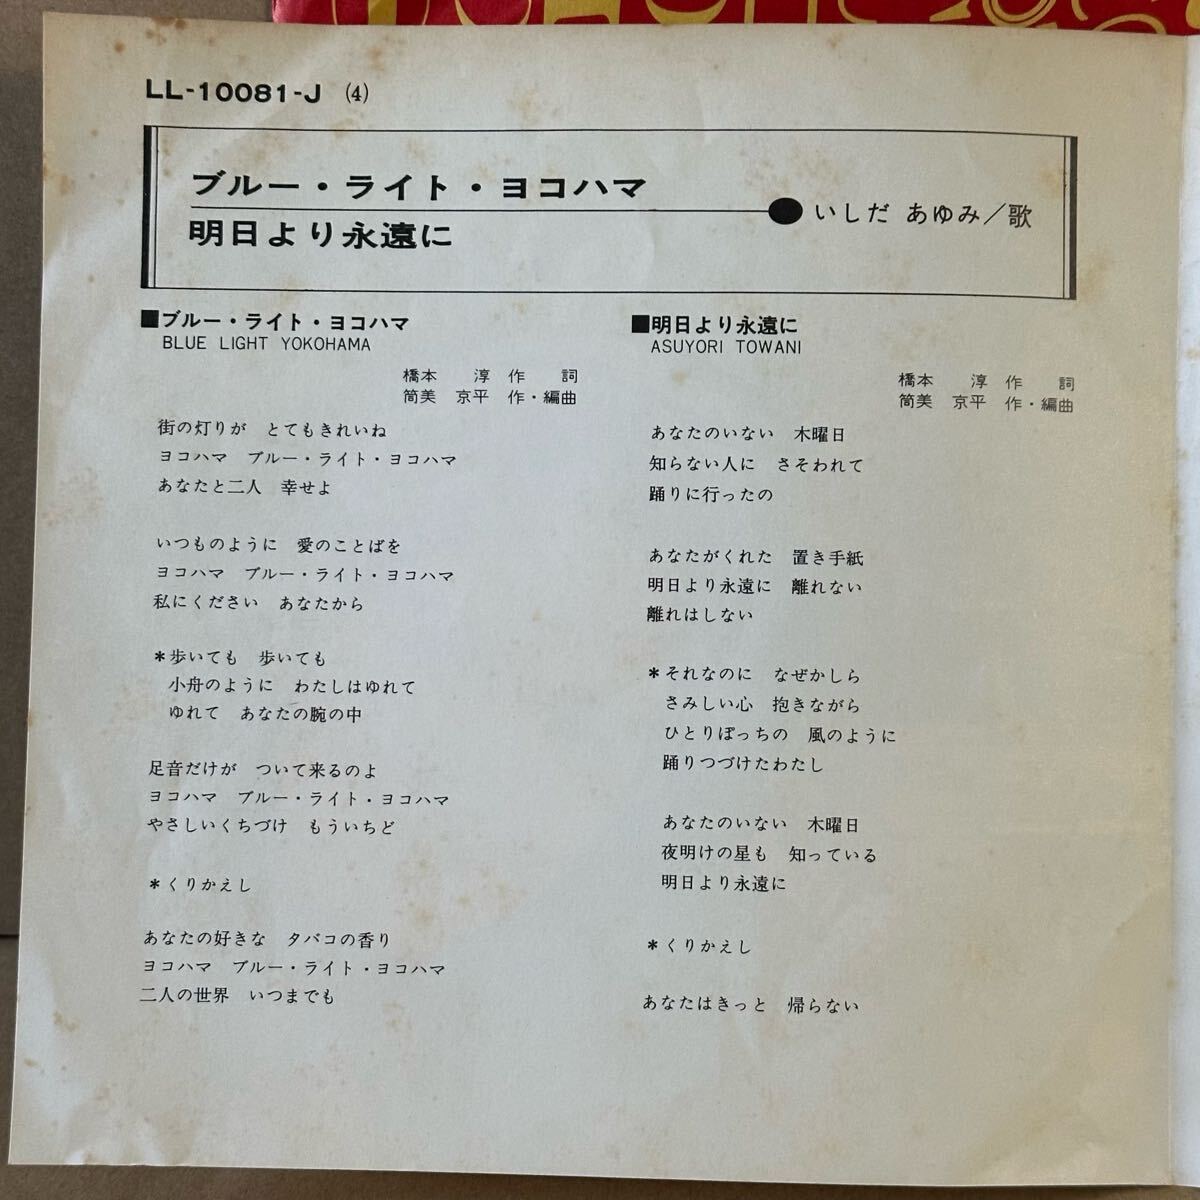 LL-10081-J (4)
ブルー・ライト・ヨコハマ
明日より永遠に
いしだ あゆみ／歌
■ブルー・ライト・ヨコハマ
BLUE LIGHT YOKOHAMA
橋本 淳 作 詞
筒美 京平 作・編曲
街の灯りが とてもきれいね
ヨコハマ ブルー・ライト・ヨコハマ
あなたと二人 幸せよ
いつものように 愛のことばを
ヨコハマ ブルー・ライト・ヨコハマ
私にください あなたから
＊歩いても 歩いても
小舟のように わたしはゆれて
ゆれて あなたの腕の中
足音だけが ついて来るのよ
ヨコハマ ブルー・ライト・ヨコハマ
やさしいくちづけ もういちど
＊くりかえし
あなたの好きな タバコの香り
ヨコハマ ブルー・ライト・ヨコハマ
二人の世界 いつまでも
■明日より永遠に
ASUYORI TOWANI
橋本 淳 作 詞
筒美 京平 作・編曲
あなたのいない 木曜日
知らない人に さそわれて
踊りに行ったの
あなたがくれた 置き手紙
明日より永遠に 離れない
離れはしない
＊それなのに なぜかしら
さみしい心 抱きながら
ひとりぼっちの 風のように
踊りつづけたわたし
あなたのいない 木曜日
夜明けの星も 知っている
明日より永遠に
＊くりかえし
あなたはきっと 帰らない